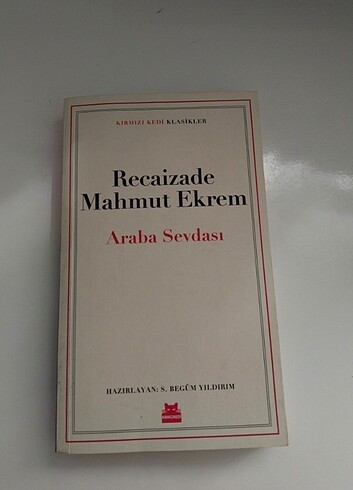 KIRMIZI KEDİ KLASİKLER
Recaizade
Mahmut Ekrem
Araba Sevdası
HAZIRLAYAN: S. BEGÜM YILDIRIM